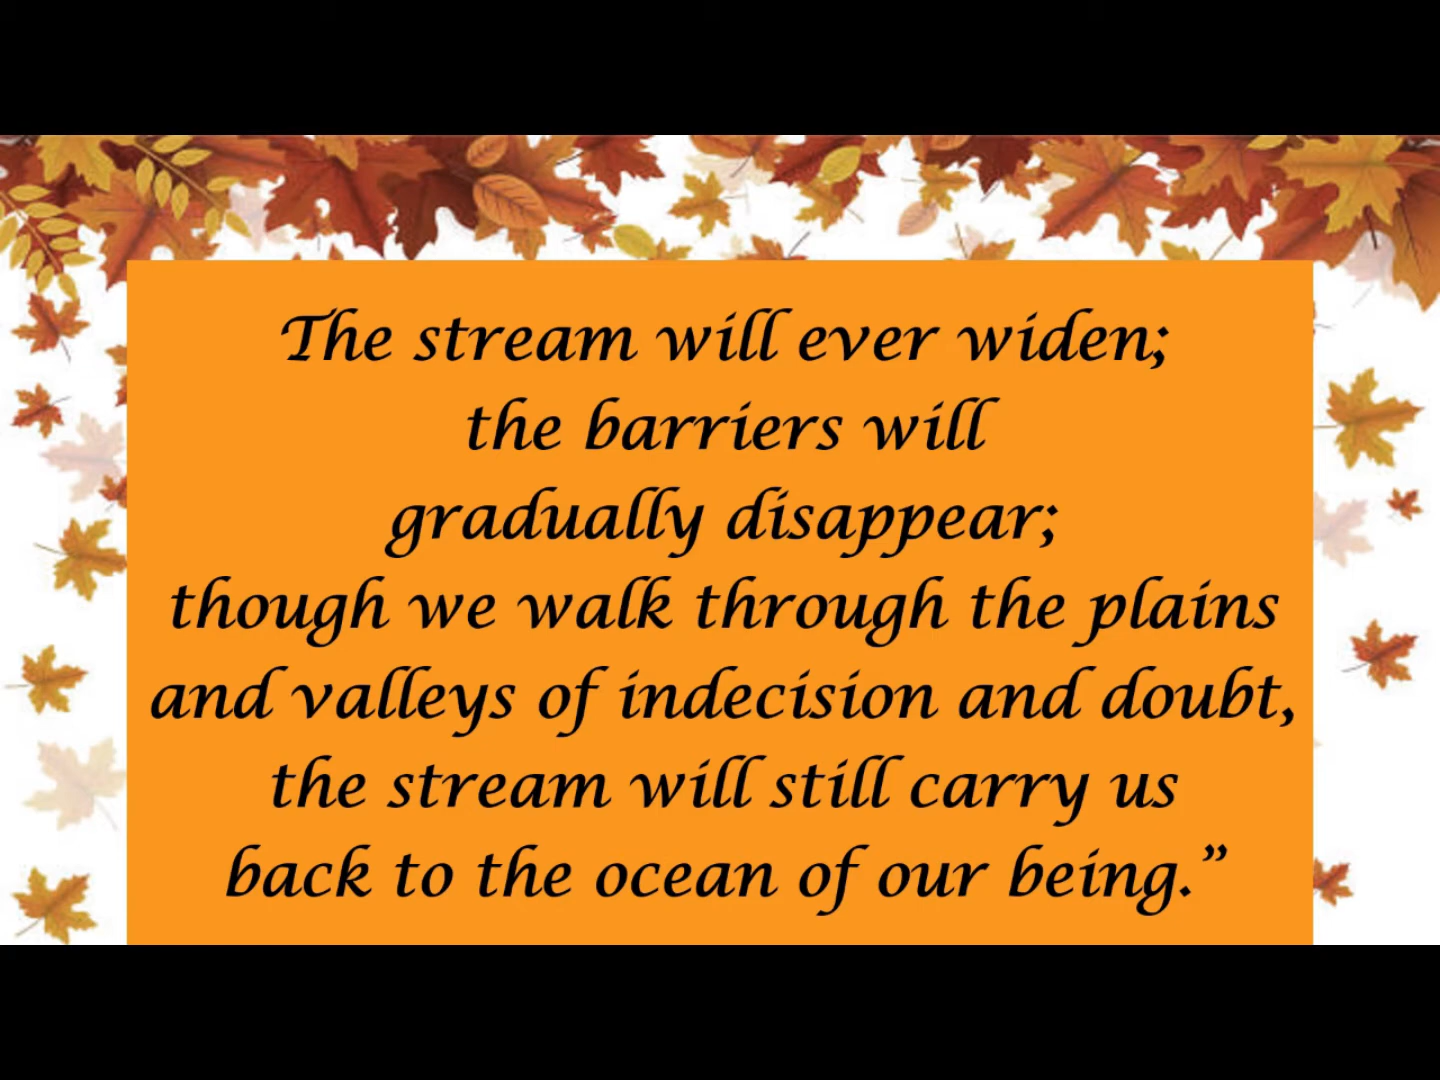 The stream will ever widen;
the barriers will
gradually disappear;
though we walk through the plains
and valleys of indecision and doubt,
the stream will still carry us
back to the ocean of our being.”